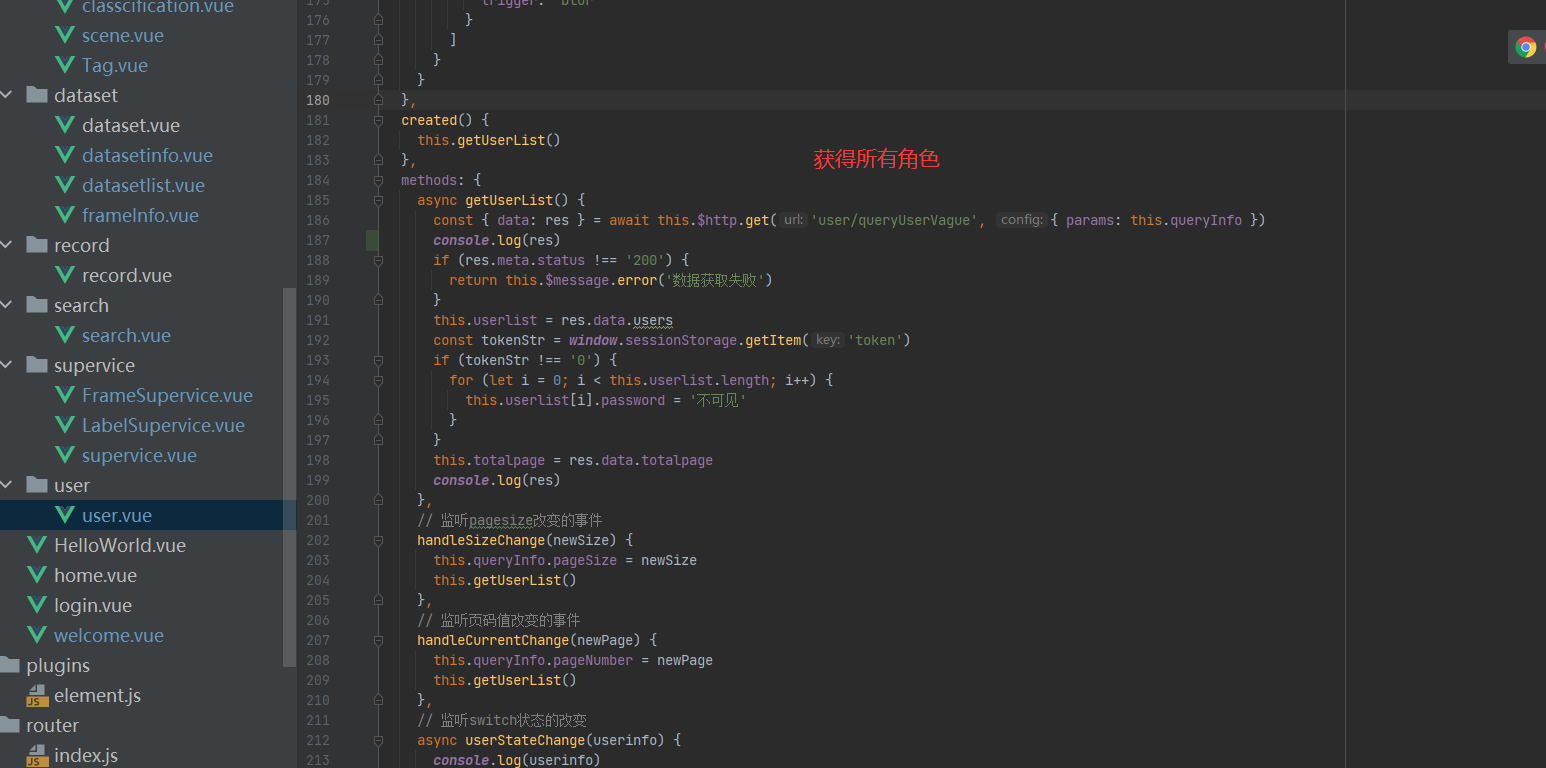 classcification.vue
scene.vue
Tag.vue
dataset
dataset.vue
datasetinfo.vue
datasetlist.vue
frameInfo.vue
record
record.vue
search
search.vue
supervice
FrameSupervice.vue
LabelSupervice.vue
supervice.vue
user
user.vue
HelloWorld.vue
home.vue
login.vue
welcome.vue
plugins
element.js
router
index.js
175 trigger: 'blur'
176 }
177 ]
178 }
179 }
180 },
181 created() {
182 this.getUserList()
183 },
获得所有角色
184 methods: {
185 async getUserList() {
186 const { data: res } = await this.$http.get( url: 'user/queryUserVague', config: { params: this.queryInfo })
187 console.log(res)
188 if (res.meta.status !== '200') {
189 return this.$message.error('数据获取失败')
190 }
191 this.userlist = res.data.users
192 const tokenStr = window.sessionStorage.getItem( key: 'token')
193 if (tokenStr !== '0') {
194 for (let i = 0; i < this.userlist.length; i++) {
195 this.userlist[i].password = '不可见'
196 }
197 }
198 this.totalpage = res.data.totalpage
199 console.log(res)
200 },
201 // 监听pagesize改变的事件
202 handleSizeChange(newSize) {
203 this.queryInfo.pageSize = newSize
204 this.getUserList()
205 },
206 // 监听页码值改变的事件
207 handleCurrentChange(newPage) {
208 this.queryInfo.pageNumber = newPage
209 this.getUserList()
210 },
211 // 监听switch状态的改变
212 async userStateChange(userinfo) {
213 console.log(userinfo)